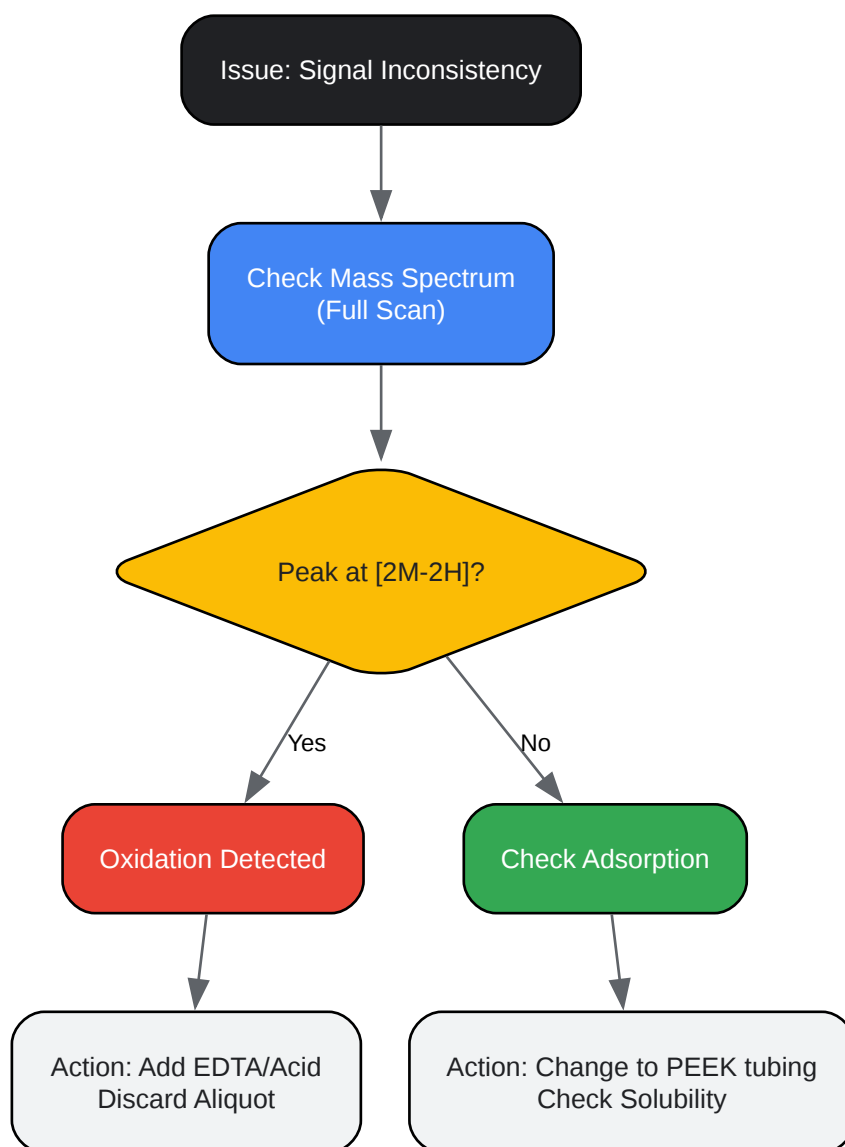 Issue: Signal Inconsistency
Check Mass Spectrum
(Full Scan)
Peak at [2M-2H]?
Yes
No
Oxidation Detected
Check Adsorption
Action: Add EDTA/Acid
Discard Aliquot
Action: Change to PEEK tubing
Check Solubility